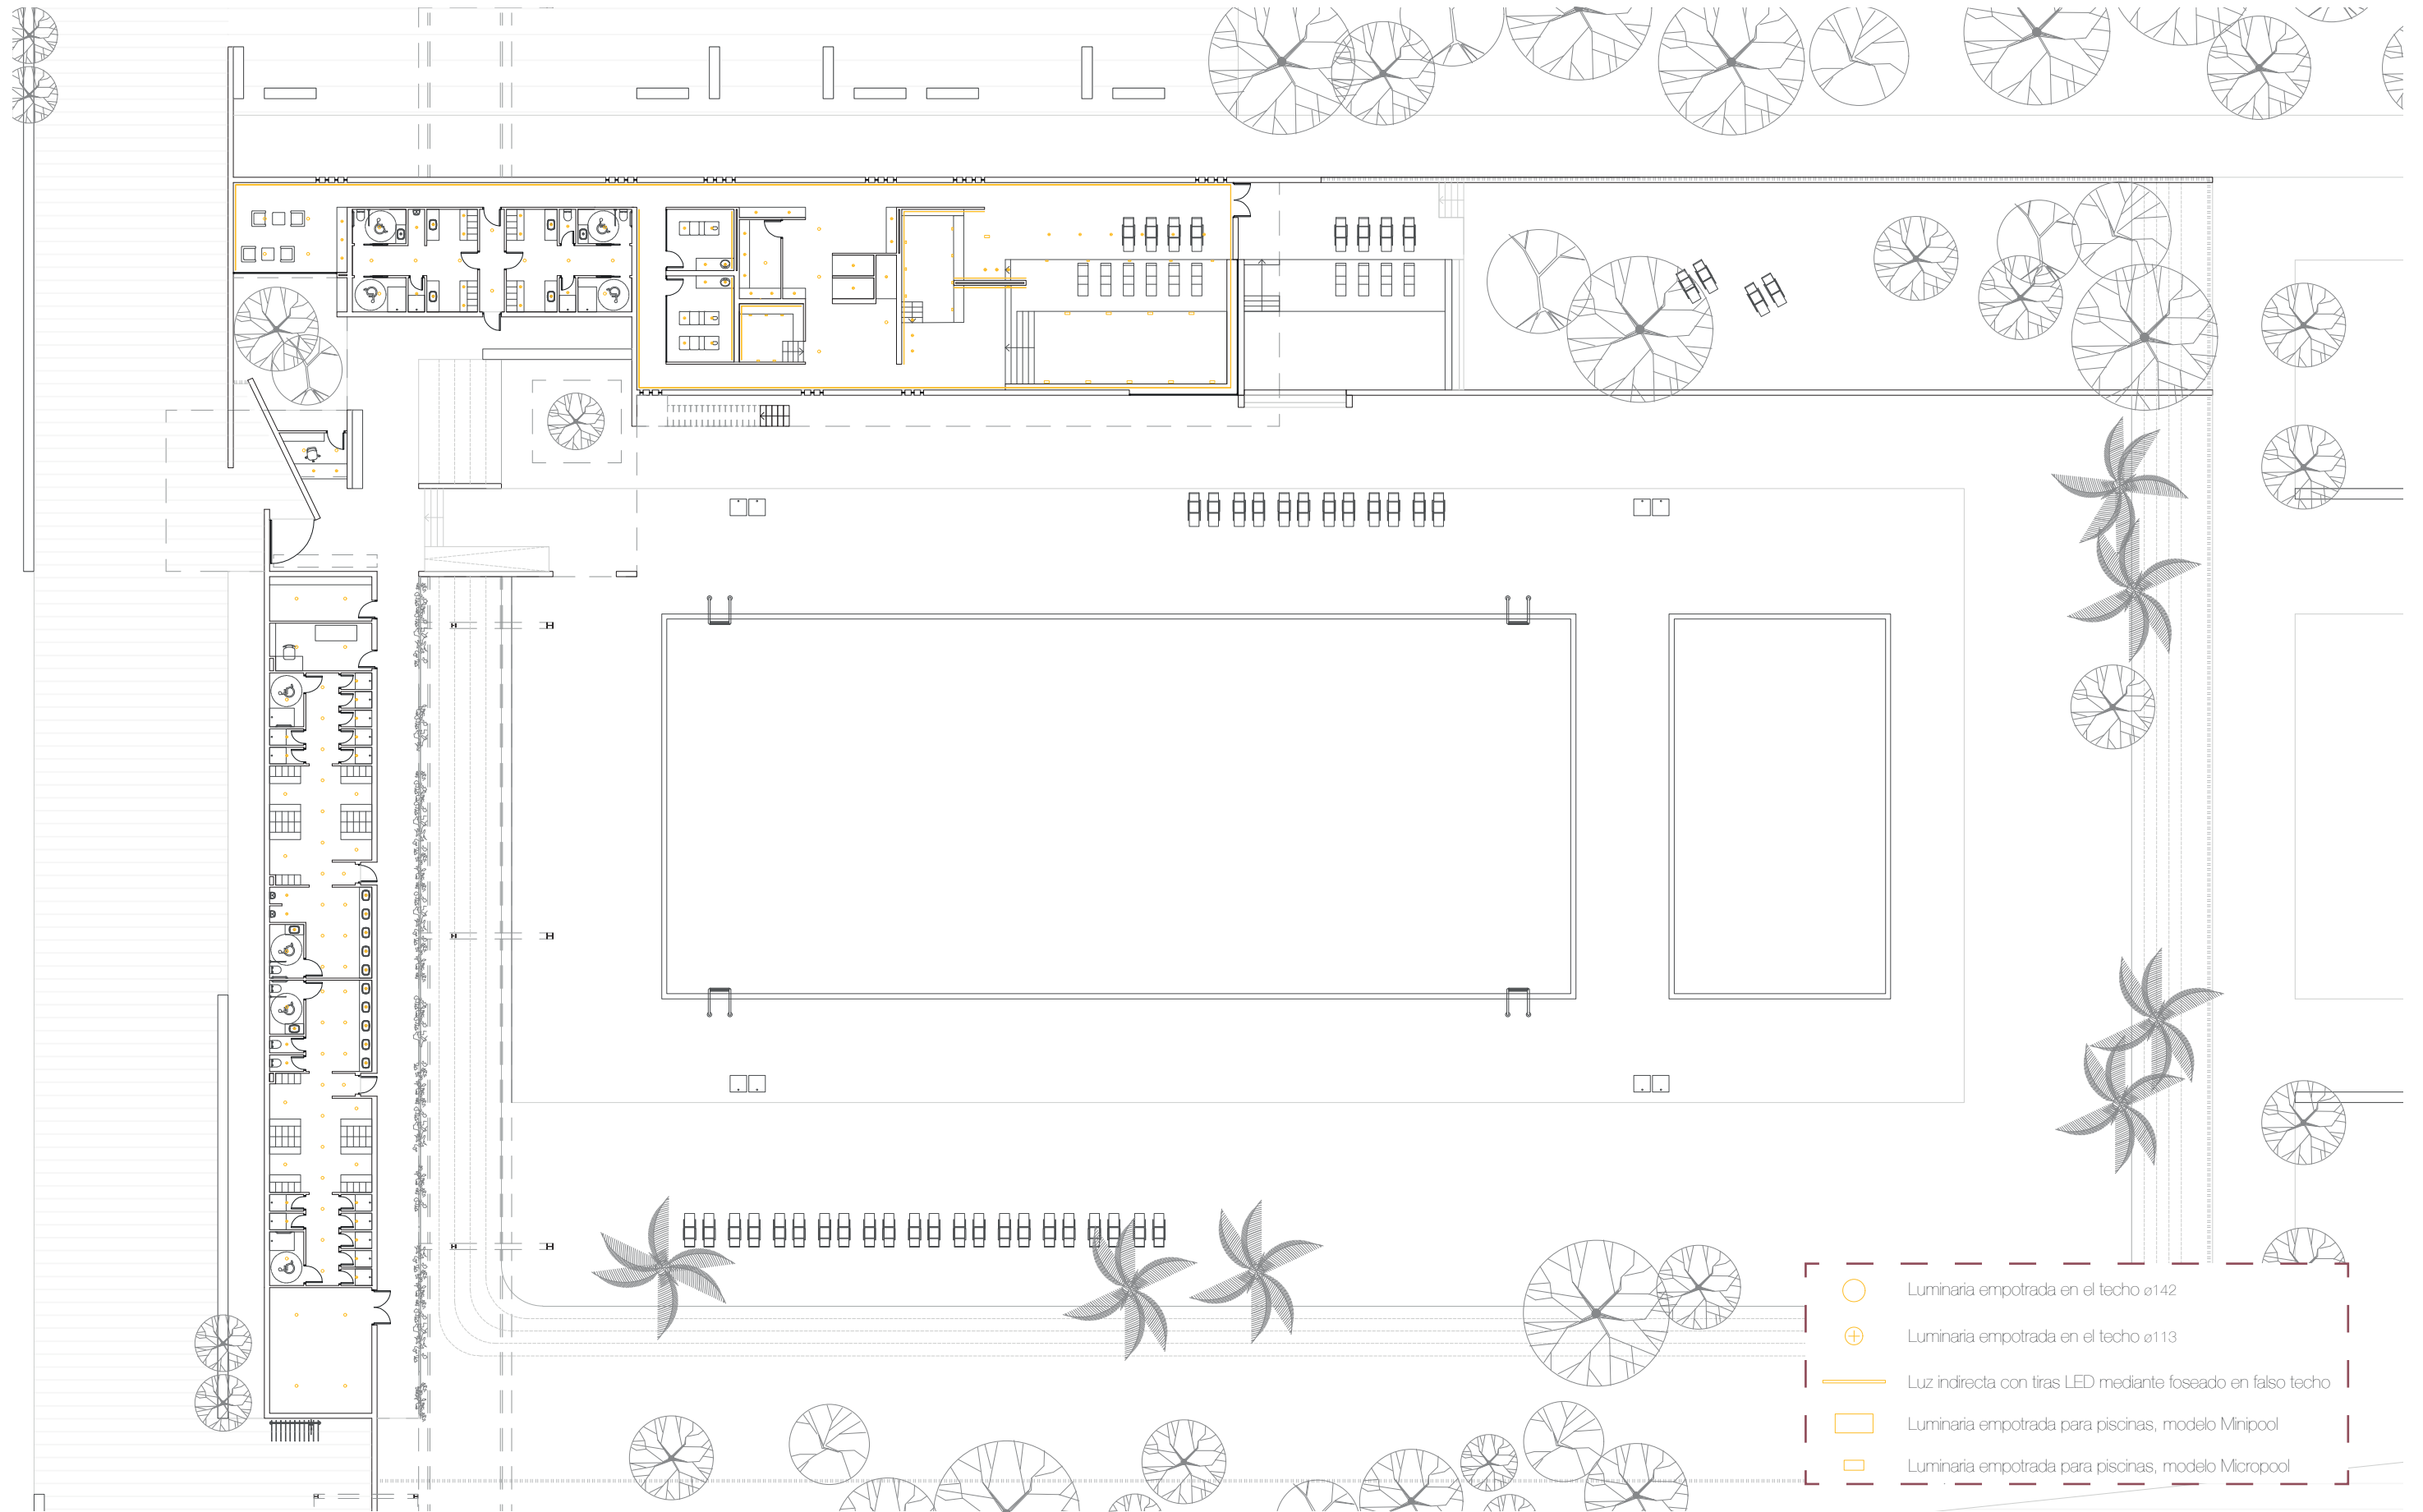 Luminaria empotrada en el techo ø142
Luminaria empotrada en el techo ø113
Luz indirecta con tiras LED mediante foseado en falso techo
Luminaria empotrada para piscinas, modelo Minipool
Luminaria empotrada para piscinas, modelo Micropool